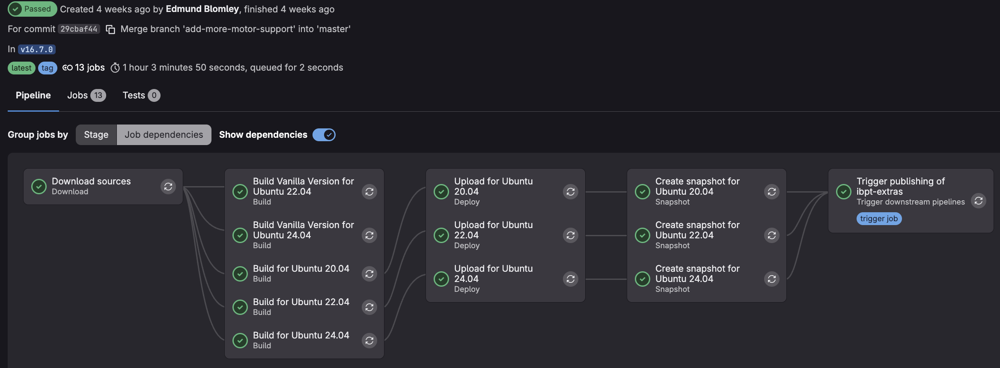 Passed Created 4 weeks ago by Edmund Blomley, finished 4 weeks ago
For commit 29cbaf44 Merge branch 'add-more-motor-support' into 'master'
In v16.7.0
latest tag 13 jobs 1 hour 3 minutes 50 seconds, queued for 2 seconds
Pipeline Jobs 13 Tests 0
Group jobs by Stage Job dependencies Show dependencies
Download sources
Download
Build Vanilla Version for
Ubuntu 22.04
Build
Build Vanilla Version for
Ubuntu 24.04
Build
Build for Ubuntu 20.04
Build
Build for Ubuntu 22.04
Build
Build for Ubuntu 24.04
Build
Upload for Ubuntu
20.04
Deploy
Upload for Ubuntu
22.04
Deploy
Upload for Ubuntu
24.04
Deploy
Create snapshot for
Ubuntu 20.04
Snapshot
Create snapshot for
Ubuntu 22.04
Snapshot
Create snapshot for
Ubuntu 24.04
Snapshot
Trigger publishing of
ibpt-extras
Trigger downstream pipelines
trigger job